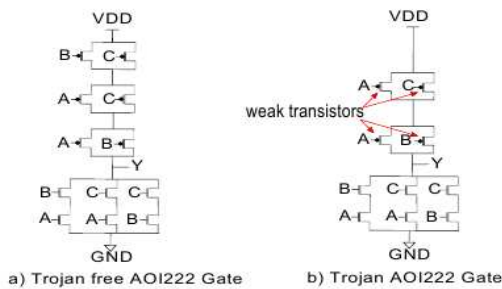 VDD
B C
A C
A B
Y
B C C
A A B
GND
a) Trojan free AOI222 Gate
VDD
A C
weak transistors
A B
Y
B C C
A A B
GND
b) Trojan AOI222 Gate